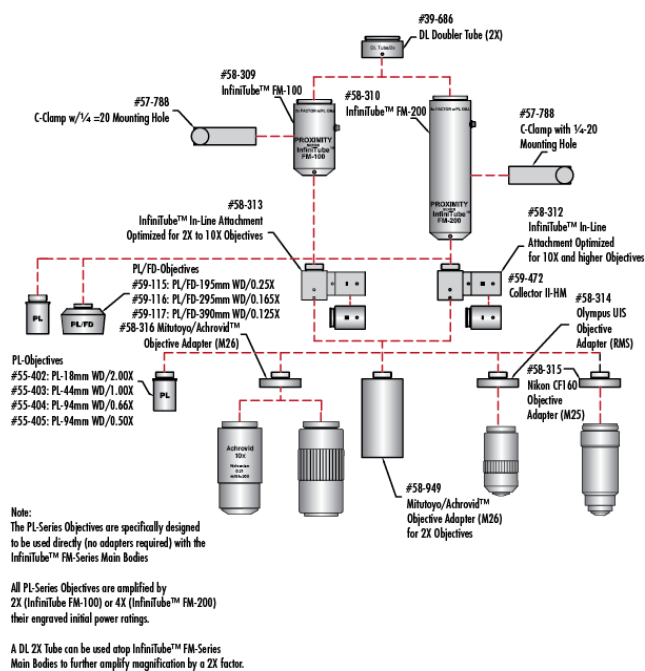 #39-686
DL Doubler Tube (2X)
DL Tube/2x
#58-309
InfiniTube™ FM-100
#58-310
InfiniTube™ FM-200
#57-788
C-Clamp w/¼ =20 Mounting Hole
PROXIMITY
InfiniTube
FM-100
#57-788
C-Clamp with ¼-20
Mounting Hole
PROXIMITY
InfiniTube
FM-200
#58-313
InfiniTube™ In-Line Attachment
Optimized for 2X to 10X Objectives
#58-312
InfiniTube™ In-Line
Attachment Optimized
for 10X and higher Objectives
PL
PL/FD
PL/FD-Objectives
#59-115: PL/FD-195mm WD/0.25X
#59-116: PL/FD-295mm WD/0.165X
#59-117: PL/FD-390mm WD/0.125X
#59-472
Collector II-HM
#58-316 Mitutoyo/Achrovid™
Objective Adapter (M26)
#58-314
Olympus UIS
Objective
Adapter (RMS)
PL-Objectives
#55-402: PL-18mm WD/2.00X
#55-403: PL-44mm WD/1.00X
#55-404: PL-94mm WD/0.66X
#55-405: PL-94mm WD/0.50X
PL
#58-315
Nikon CF160
Objective
Adapter (M25)
Achrovid
10x
#58-949
Mitutoyo/Achrovid™
Objective Adapter (M26)
for 2X Objectives
Note:
The PL-Series Objectives are specifically designed
to be used directly (no adapters required) with the
InfiniTube™ FM-Series Main Bodies
All PL-Series Objectives are amplified by
2X (InfiniTube FM-100) or 4X (InfiniTube™ FM-200)
their engraved initial power ratings.
A DL 2X Tube can be used atop InfiniTube™ FM-Series
Main Bodies to further amplify magnification by a 2X factor.